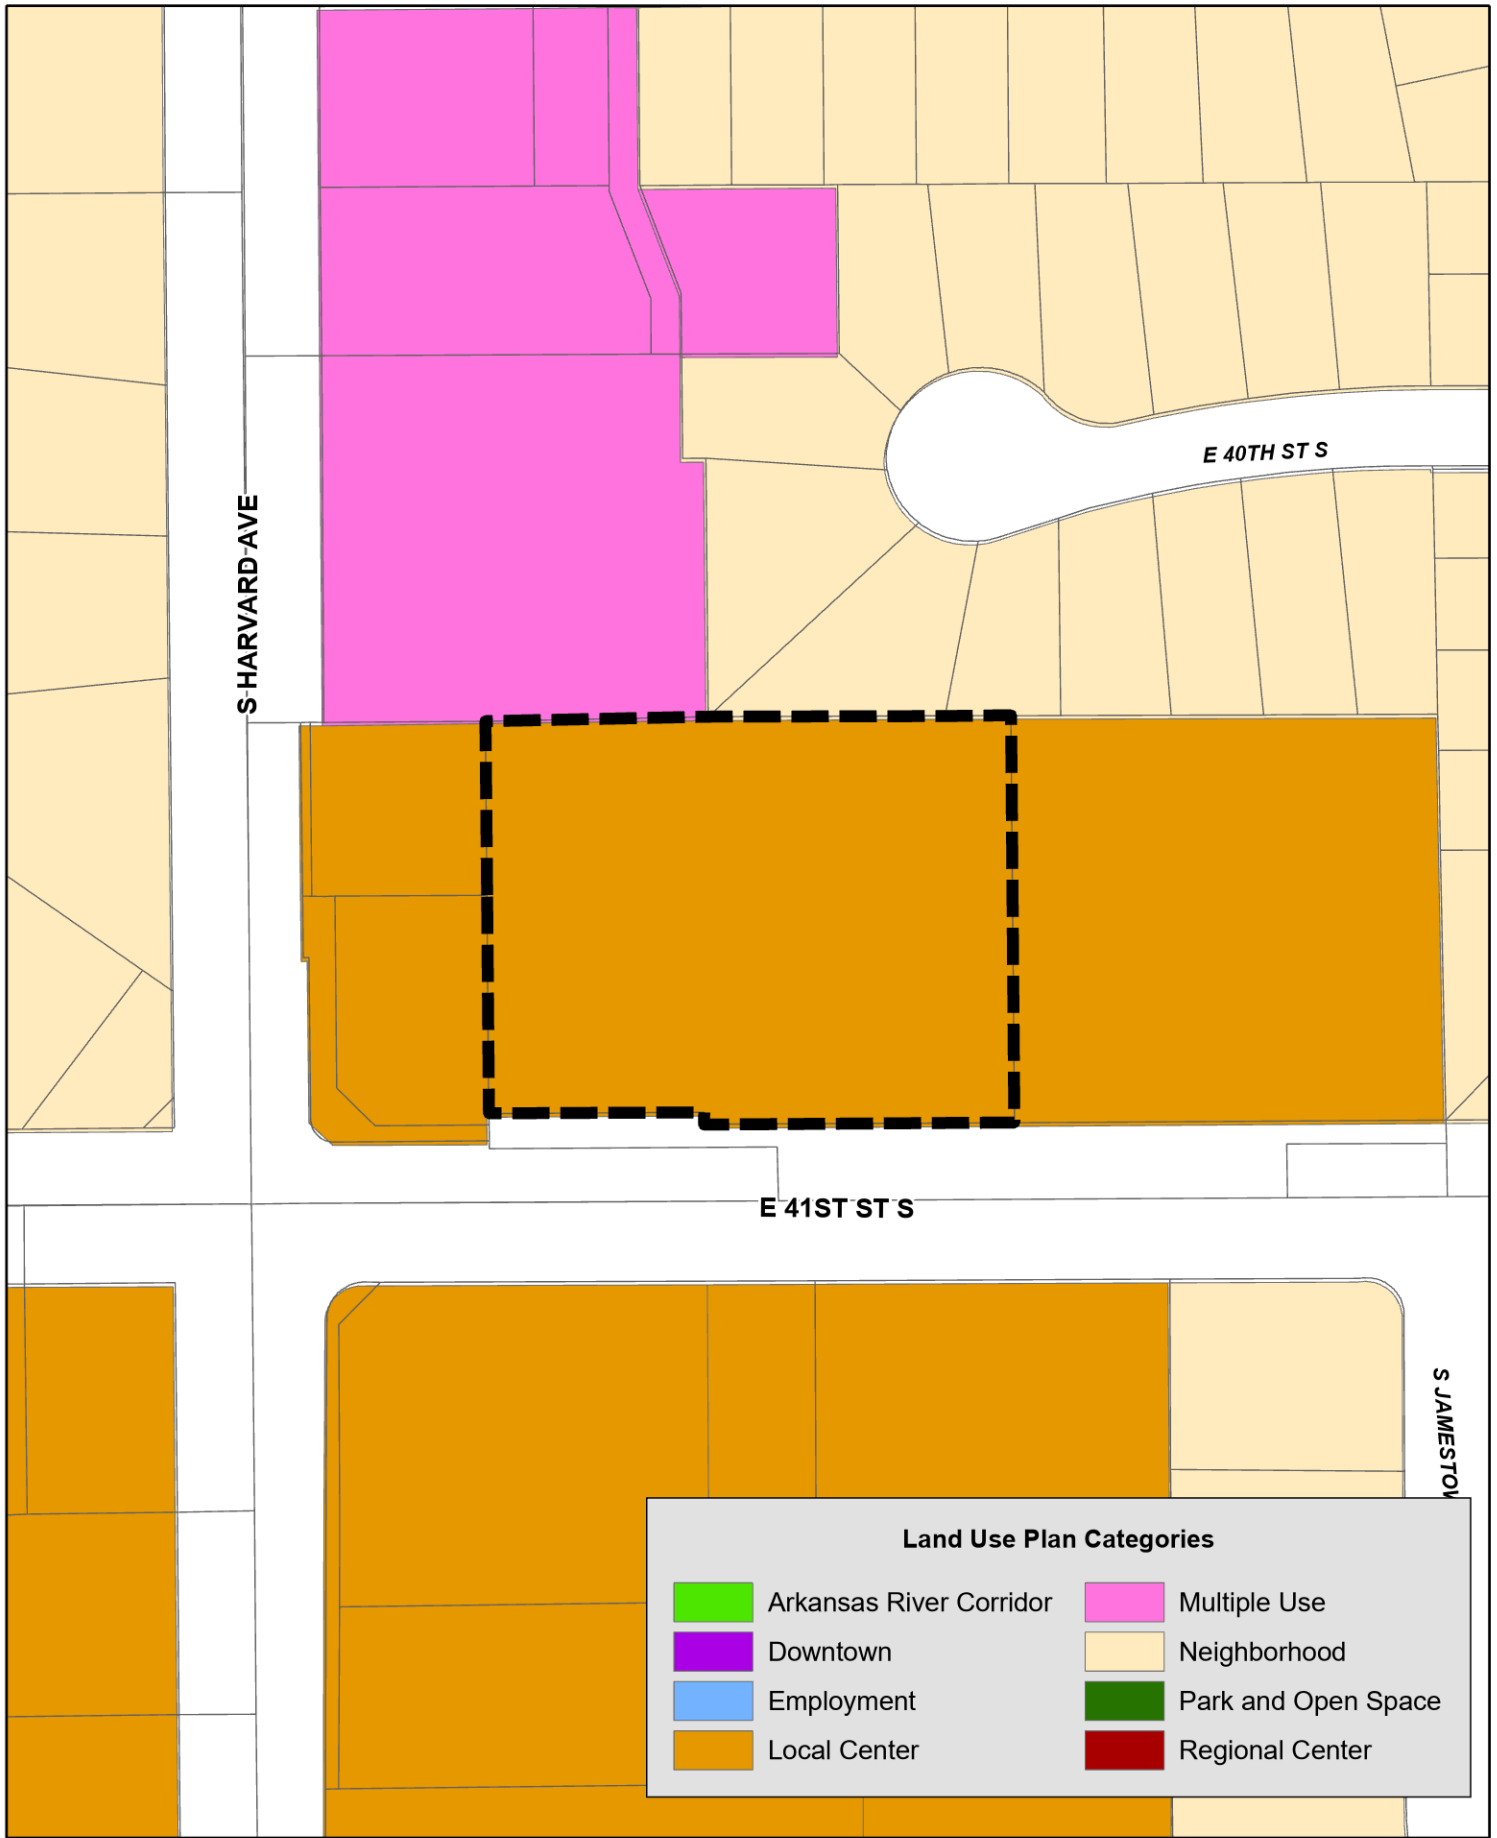 E 40TH ST S
S HARVARD AVE
E 41ST ST S
S JAMESTOW
Land Use Plan Categories
Arkansas River Corridor
Downtown
Employment
Local Center
Multiple Use
Neighborhood
Park and Open Space
Regional Center